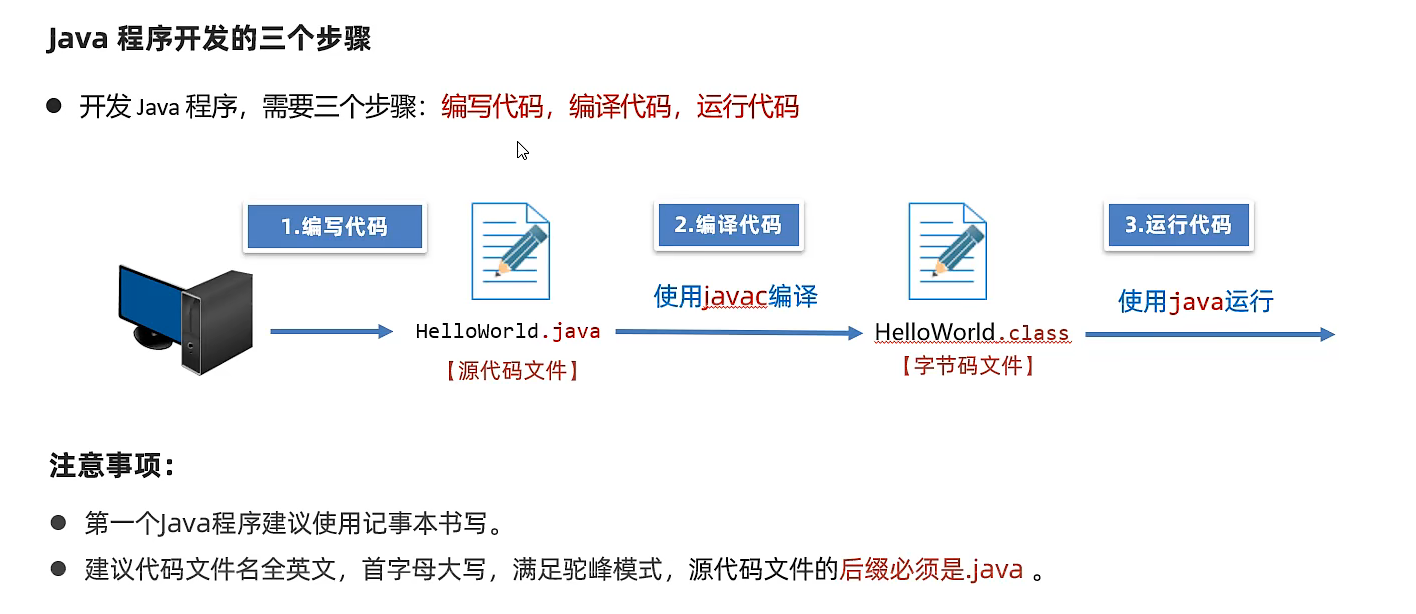 Java 程序开发的三个步骤
● 开发 Java 程序，需要三个步骤：编写代码，编译代码，运行代码
1.编写代码
2.编译代码
3.运行代码
使用javac编译
使用java运行
HelloWorld.java
HelloWorld.class
【源代码文件】
【字节码文件】
注意事项：
● 第一个Java程序建议使用记事本书写。
● 建议代码文件名全英文，首字母大写，满足驼峰模式，源代码文件的后缀必须是.java 。